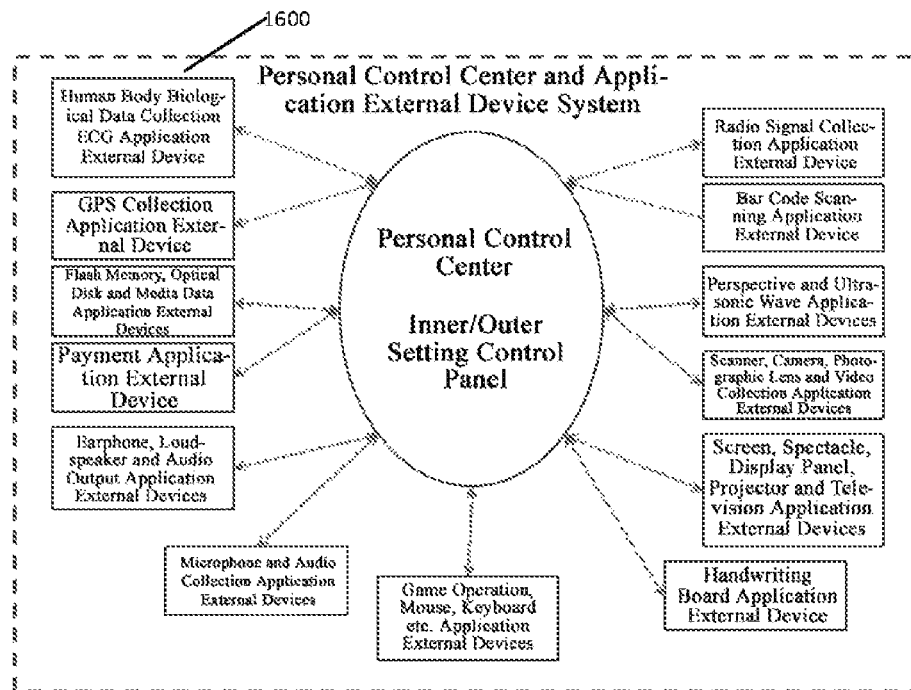 1600
Personal Control Center and Appli-
cation External Device System
Human Body Biolog-
ical Data Collection
ECG Application
External Device
GPS Collection
Application Exter-
nal Device
Flash Memory, Optical
Disk and Media Data
Application External
Devices
Payment Applica-
tion External
Device
Earphone, Loud-
speaker and Audio
Output Application
External Devices
Microphone and Audio
Collection Application
External Devices
Personal Control
Center
Inner/Outer
Setting Control
Panel
Game Operation,
Mouse, Keyboard
etc. Application
External Devices
Radio Signal Collec-
tion Application
External Device
Bar Code Scan-
ning Application
External Device
Perspective and Ultra-
sonic Wave Applica-
tion External Devices
Scanner, Camera, Photo-
graphic Lens and Video
Collection Application
External Devices
Screen, Spectacle,
Display Panel,
Projector and Tele-
vision Application
External Devices
Handwriting
Board Application
External Device